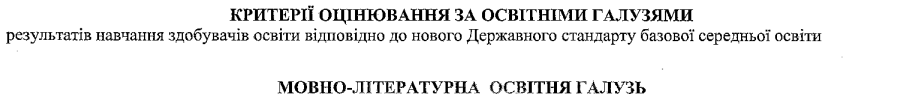 КРИТЕРІЇ ОЦІНЮВАННЯ ЗА ОСВІТНІМИ ГАЛУЗЯМИ
результатів навчання здобувачів освіти відповідно до нового Державного стандарту базової середньої освіти
МОВНО-ЛІТЕРАТУРНА ОСВІТНЯ ГАЛУЗЬ